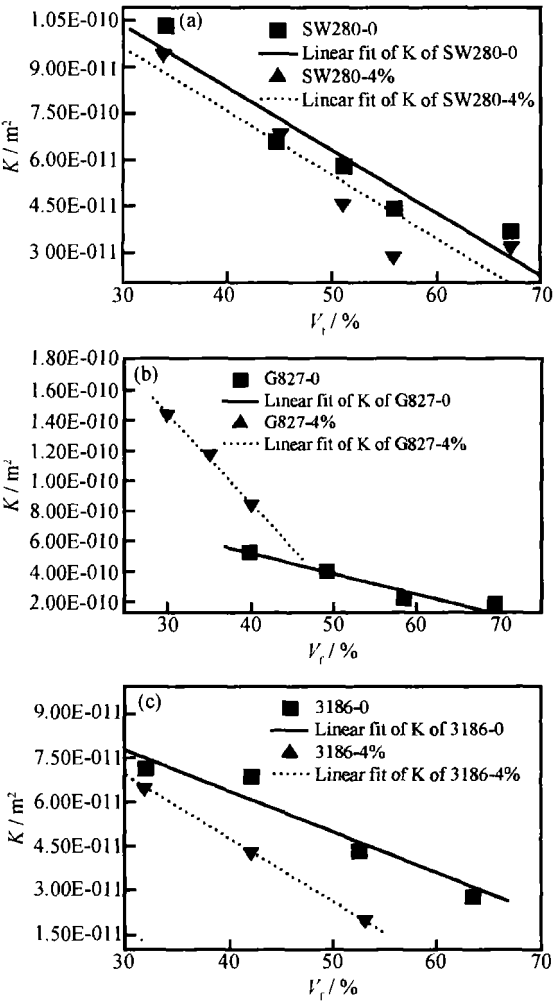 (a)
SW280-0
Linear fit of K of SW280-0
SW280-4%
Linear fit of K of SW280-4%
1.05E-010
9.00E-011
7.50E-010
6.00E-011
4.50E-011
3.00E-011
K / m²
30 40 50 60 70
V_f / %
(b)
G827-0
Linear fit of K of G827-0
G827-4%
Linear fit of K of G827-4%
1.80E-010
1.60E-010
1.40E-010
1.20E-010
1.00E-010
8.00E-010
6.00E-010
4.00E-010
2.00E-010
K / m²
30 40 50 60 70
V_f / %
(c)
3186-0
Linear fit of K of 3186-0
3186-4%
Linear fit of K of 3186-4%
9.00E-011
7.50E-011
6.00E-011
4.50E-011
3.00E-011
1.50E-011
K / m²
30 40 50 60 70
V_f / %